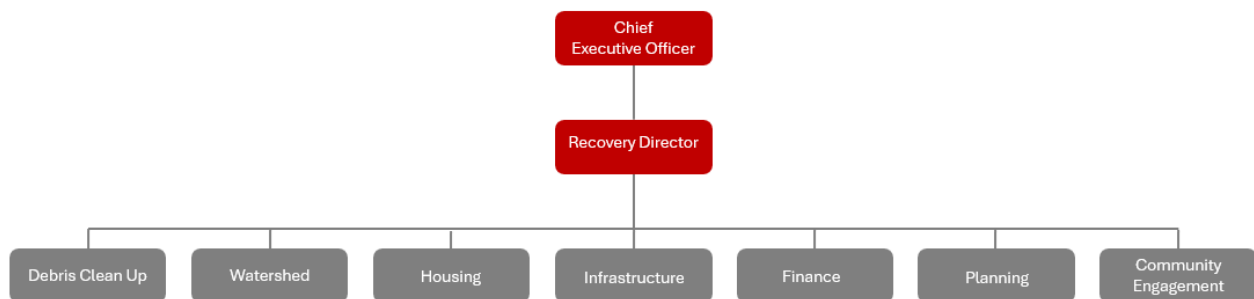 Chief
Executive Officer
Recovery Director
Debris Clean Up
Watershed
Housing
Infrastructure
Finance
Planning
Community
Engagement